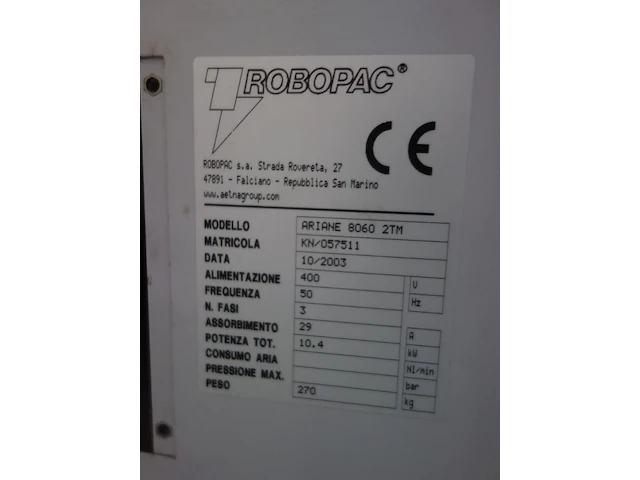 ROBOPAC®
CE
ROBOPAC s.a. Strada Rovereta, 27
47891 - Falciano - Repubblica San Marino
www.aetnagroup.com
MODELLO ARIANE 8060 2TM
MATRICOLA KN/057511
DATA 10/2003
ALIMENTAZIONE 400 V
FREQUENZA 50 Hz
N. FASI 3
ASSORBIMENTO 29 A
POTENZA TOT. 10.4 kW
CONSUMO ARIA Nl/min
PRESSIONE MAX. bar
PESO 270 kg